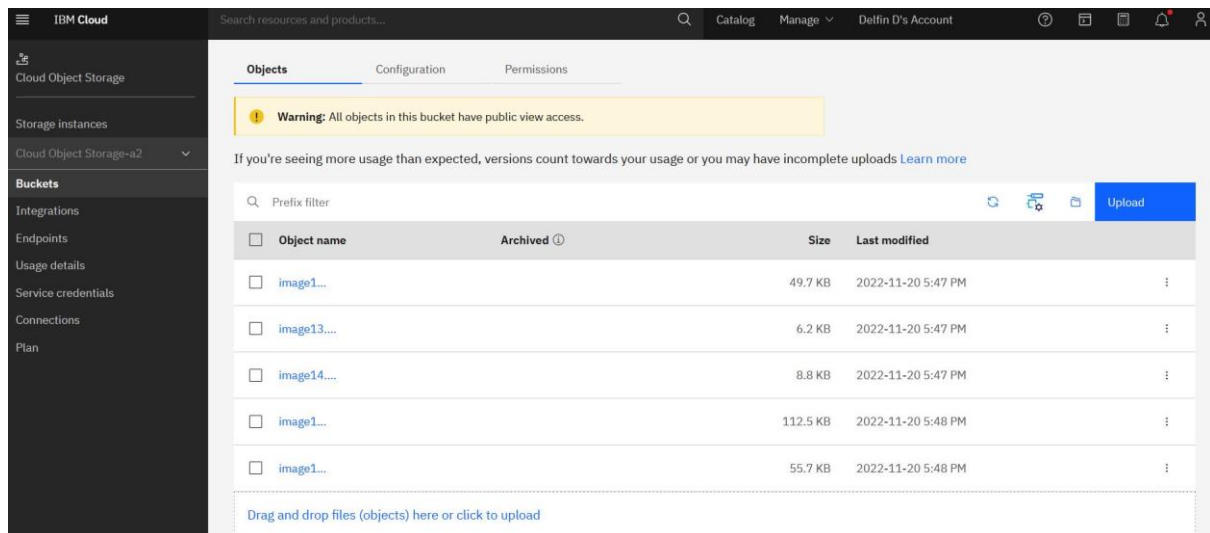 IBM Cloud
Search resources and products...
Catalog
Manage
Delfin D's Account
Cloud Object Storage
Storage instances
Cloud Object Storage-a2
Buckets
Integrations
Endpoints
Usage details
Service credentials
Connections
Plan
Objects Configuration Permissions
Warning: All objects in this bucket have public view access.
If you're seeing more usage than expected, versions count towards your usage or you may have incomplete uploads Learn more
Prefix filter
Upload
Object name Archived Size Last modified
image1... 49.7 KB 2022-11-20 5:47 PM
image13.... 6.2 KB 2022-11-20 5:47 PM
image14.... 8.8 KB 2022-11-20 5:47 PM
image1... 112.5 KB 2022-11-20 5:48 PM
image1... 55.7 KB 2022-11-20 5:48 PM
Drag and drop files (objects) here or click to upload